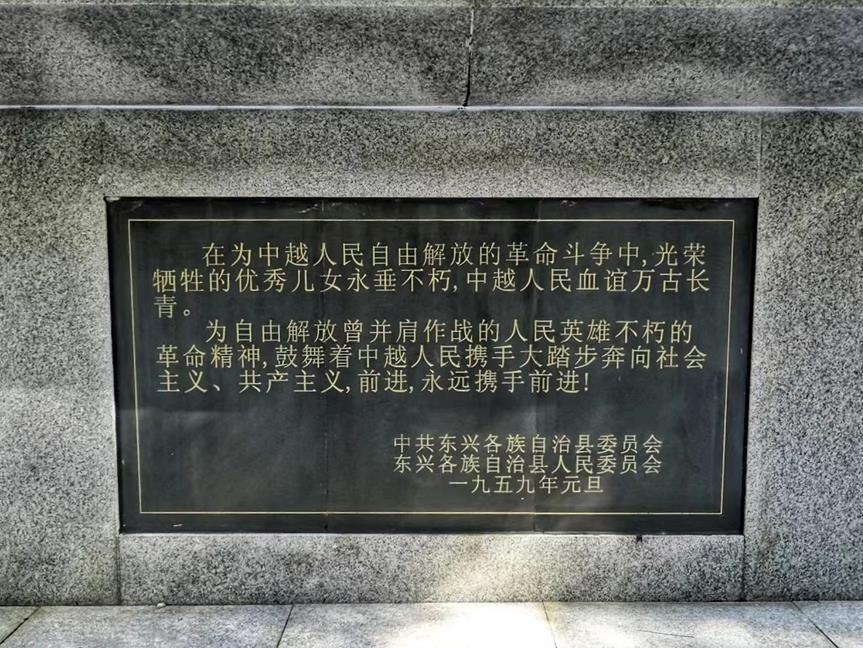 在为中越人民自由解放的革命斗争中,光荣
牺牲的优秀儿女永垂不朽,中越人民血谊万古长
青。
为自由解放曾并肩作战的人民英雄不朽的
革命精神,鼓舞着中越人民携手大踏步奔向社会
主义、共产主义,前进,永远携手前进!
中共东兴各族自治县委员会
东兴各族自治县人民委员会
一九五九年元旦